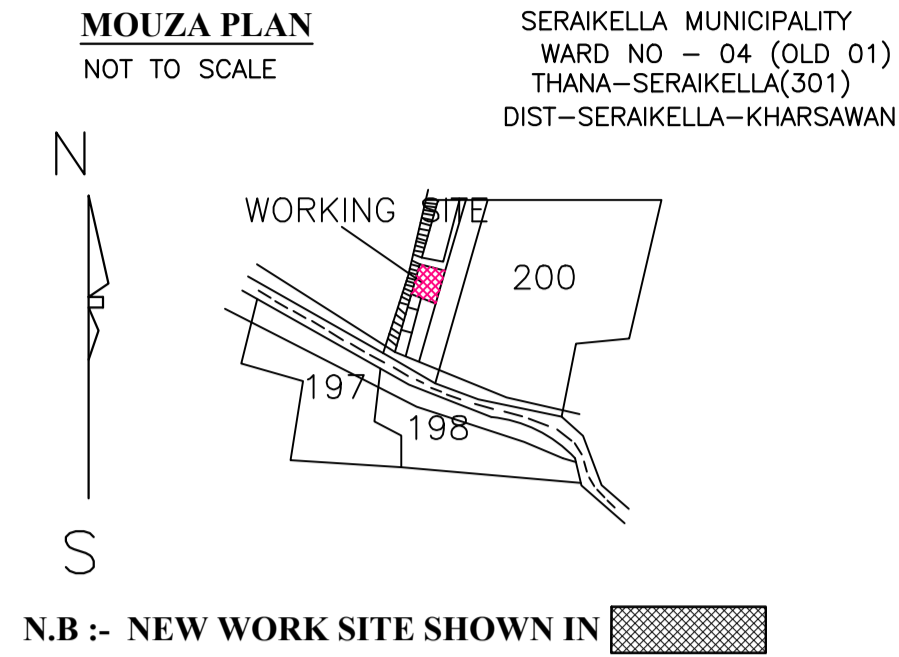 MOUZA PLAN
NOT TO SCALE
SERAIKELLA MUNICIPALITY
WARD NO - 04 (OLD 01)
THANA-SERAIKELLA(301)
DIST-SERAIKELLA-KHARSAWAN
N
WORKING SITE
200
197
198
S
N.B :- NEW WORK SITE SHOWN IN